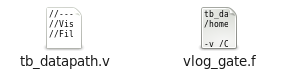 //---
//Vis
//Fil
tb_da
/home
-v /C
tb_datapath.v
vlog_gate.f